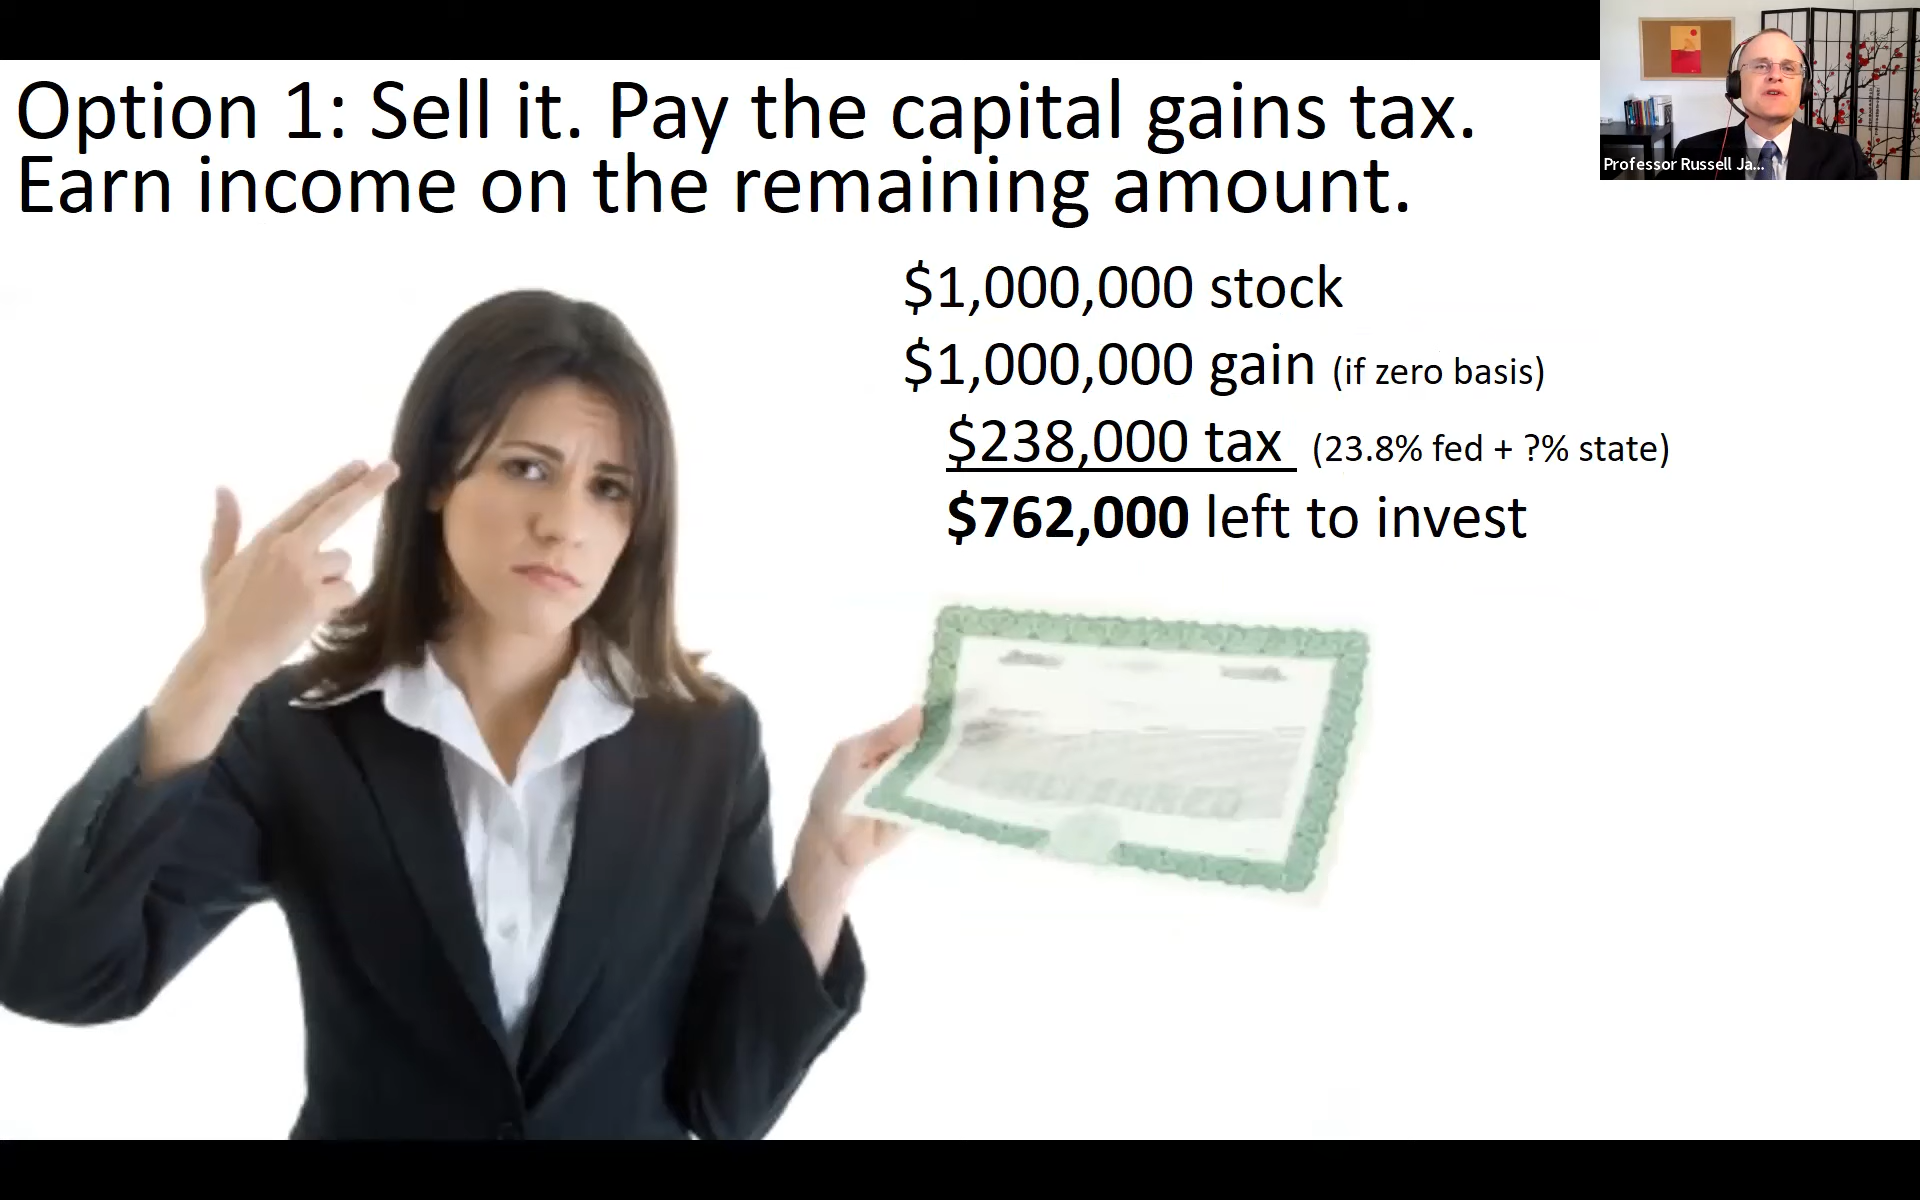 Option 1: Sell it. Pay the capital gains tax.
Earn income on the remaining amount.
Professor Russell Ja...
$1,000,000 stock
$1,000,000 gain (if zero basis)
$238,000 tax (23.8% fed + ?% state)
$762,000 left to invest